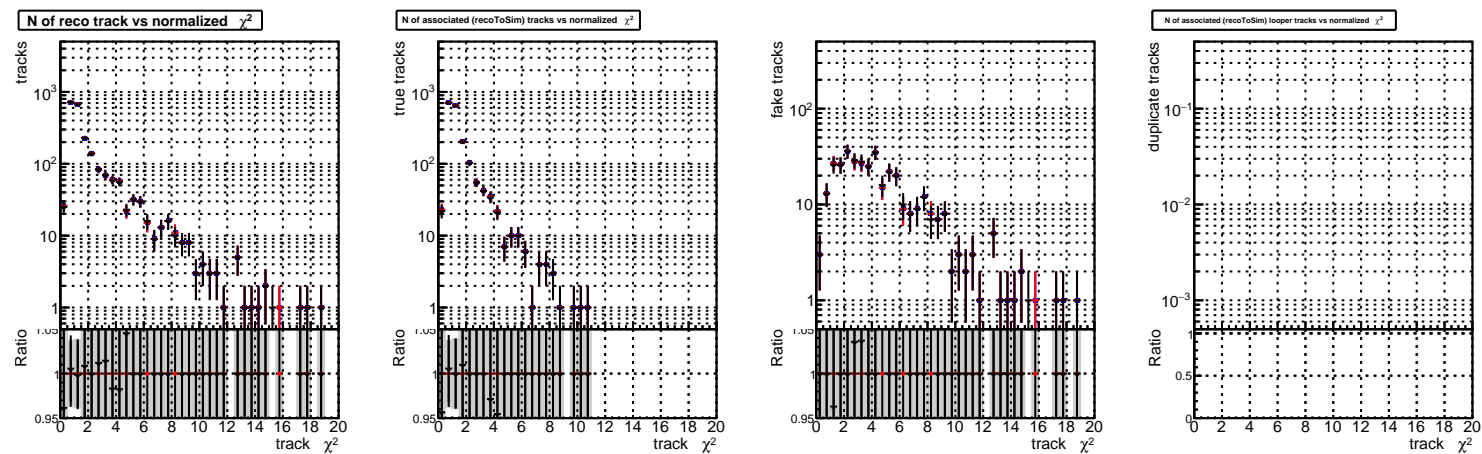 N of reco track vs normalized χ²
tracks
10³
10²
10
1
1.05
Ratio
1
0.95
0 2 4 6 8 10 12 14 16 18 20
track χ²
N of associated (recoToSim) tracks vs normalized χ²
true tracks
10³
10²
10
1
1.05
Ratio
1
0.95
0 2 4 6 8 10 12 14 16 18 20
track χ²
fake tracks
10²
10
1
1.05
Ratio
1
0.95
0 2 4 6 8 10 12 14 16 18 20
track χ²
N of associated (recoToSim) looper tracks vs normalized χ²
duplicate tracks
10⁻¹
10⁻²
10⁻³
Ratio
1
0.5
0
0 2 4 6 8 10 12 14 16 18 20
track χ²